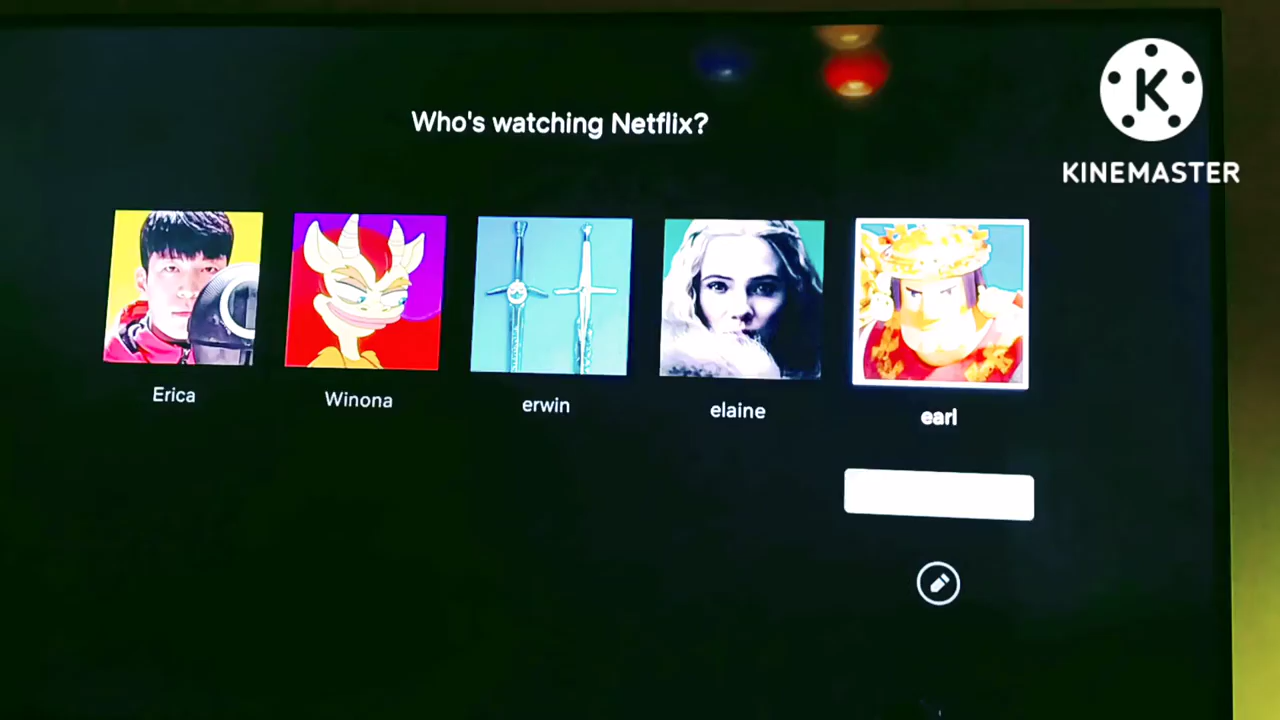 Who's watching Netflix?
K
KINEMASTER
Erica
Winona
erwin
elaine
earl